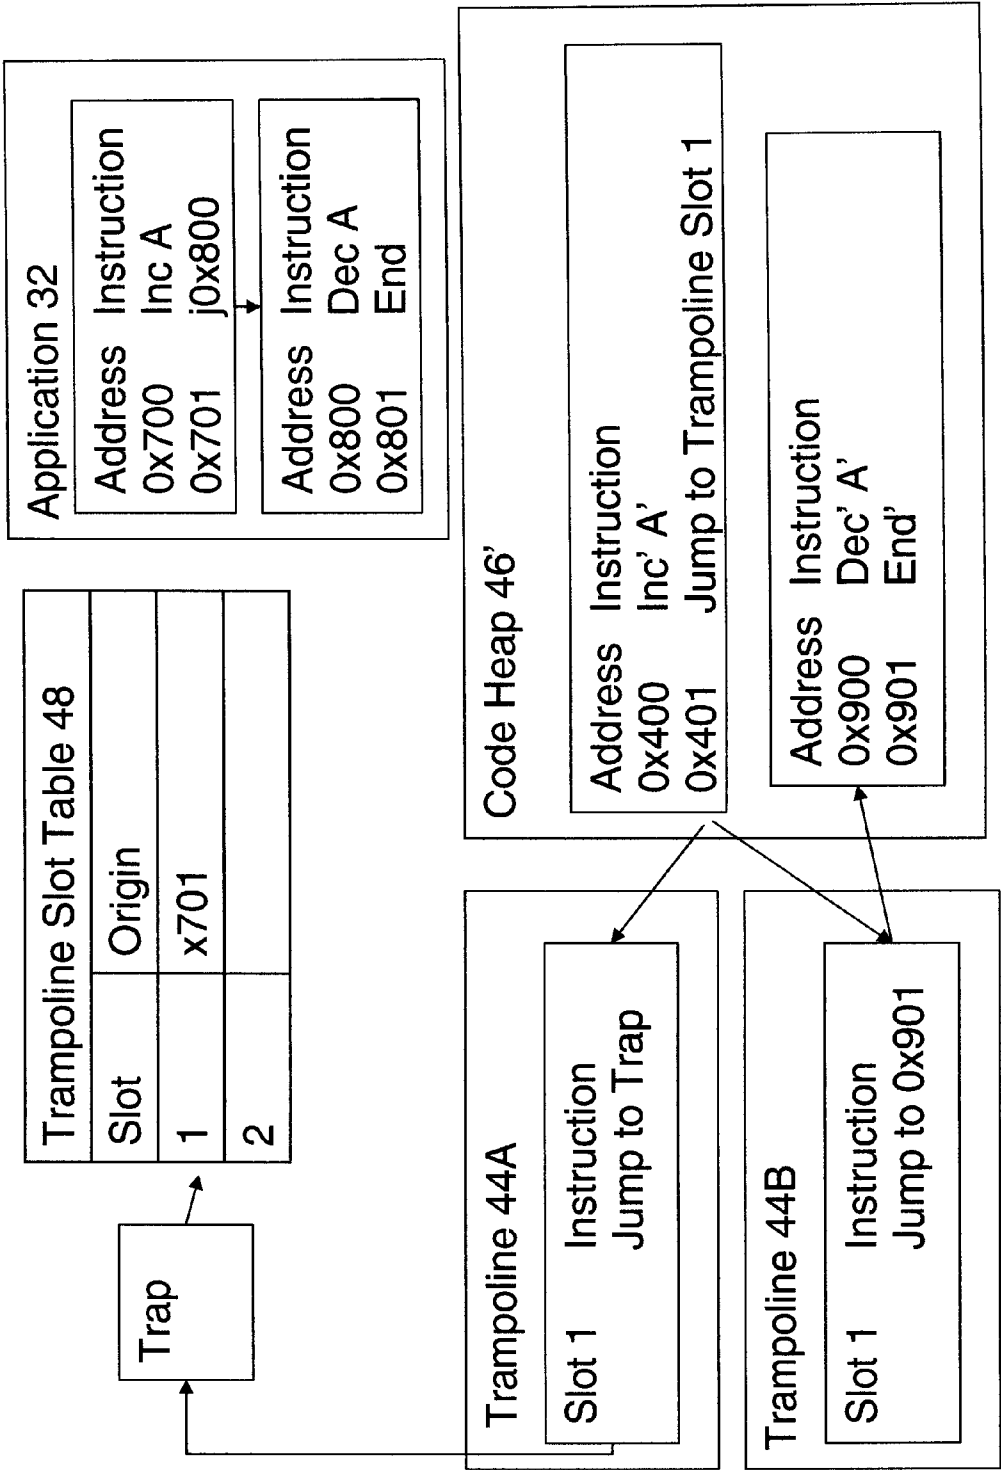 Trap
Trampoline Slot Table 48
Slot Origin
1 x701
2
Application 32
Address Instruction
0x700 Inc A
0x701 j0x800
Address Instruction
0x800 Dec A
0x801 End
Trampoline 44A
Slot 1 Instruction
Jump to Trap
Trampoline 44B
Slot 1 Instruction
Jump to 0x901
Code Heap 46’
Address Instruction
0x400 Inc’ A’
0x401 Jump to Trampoline Slot 1
Address Instruction
0x900 Dec’ A’
0x901 End’